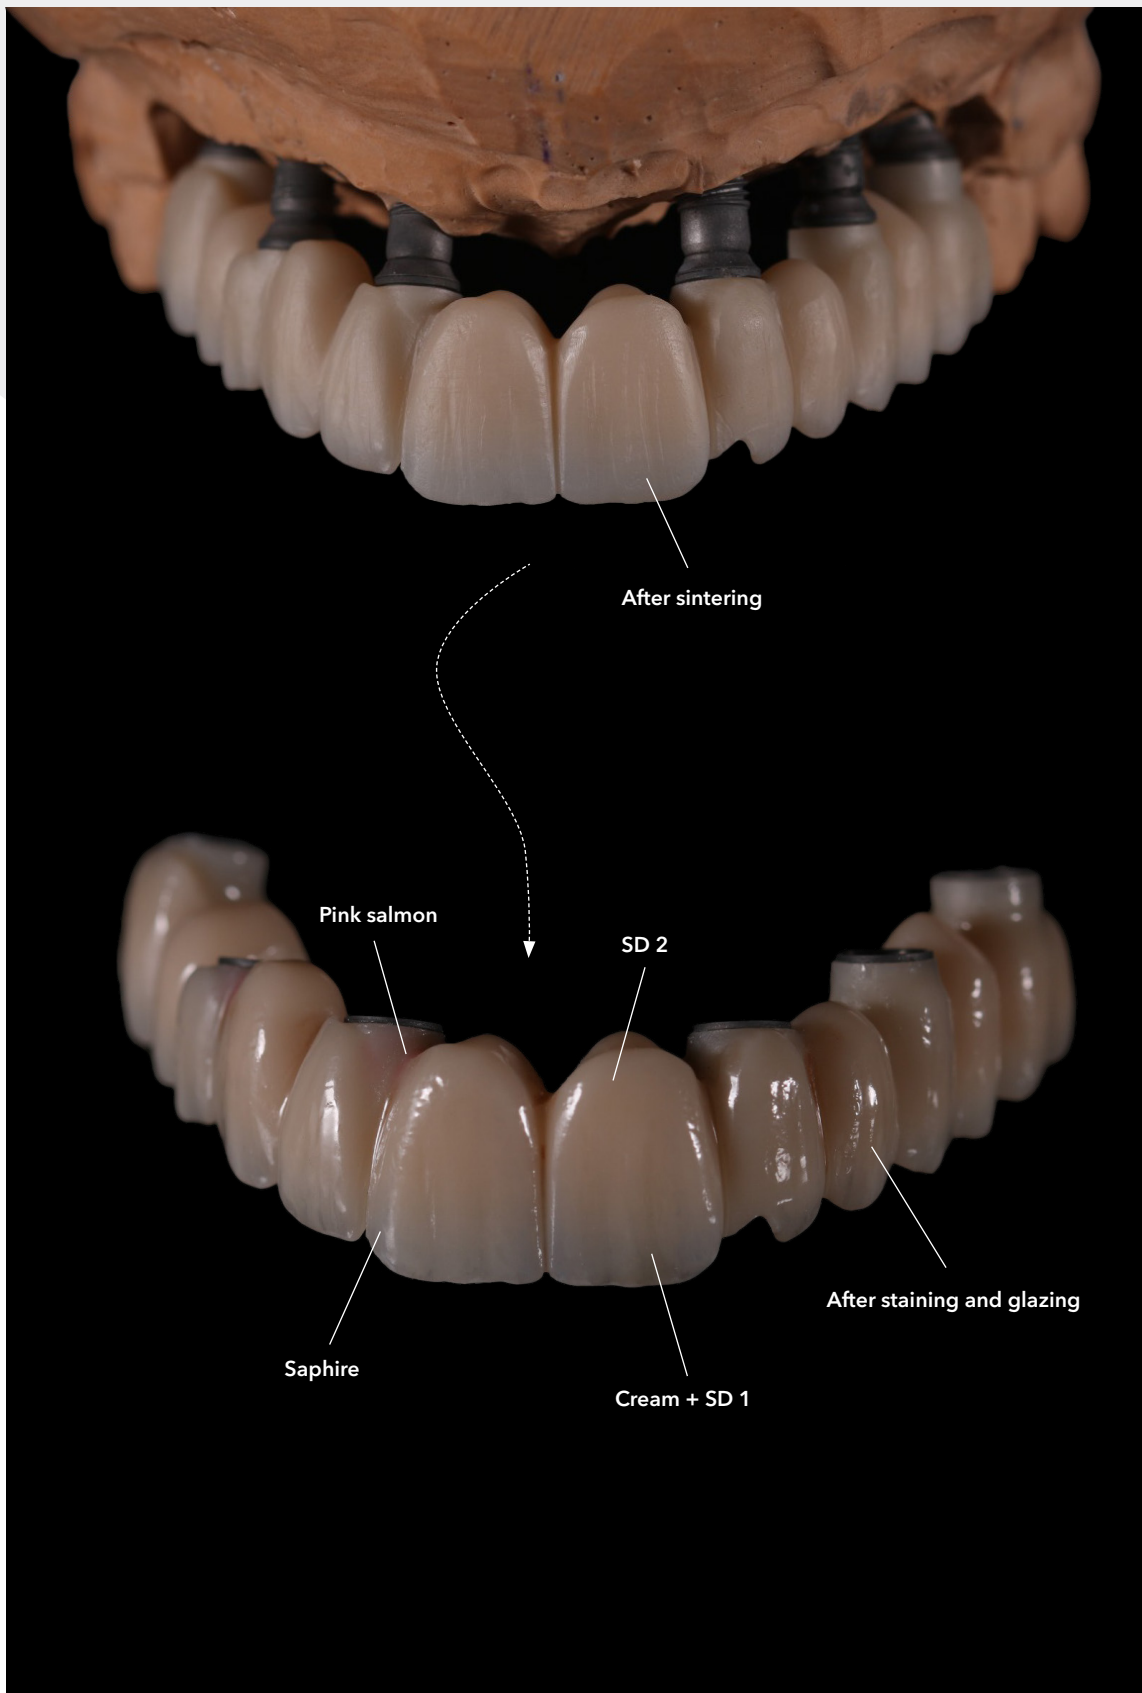 After sintering
Pink salmon
SD 2
After staining and glazing
Saphire
Cream + SD 1